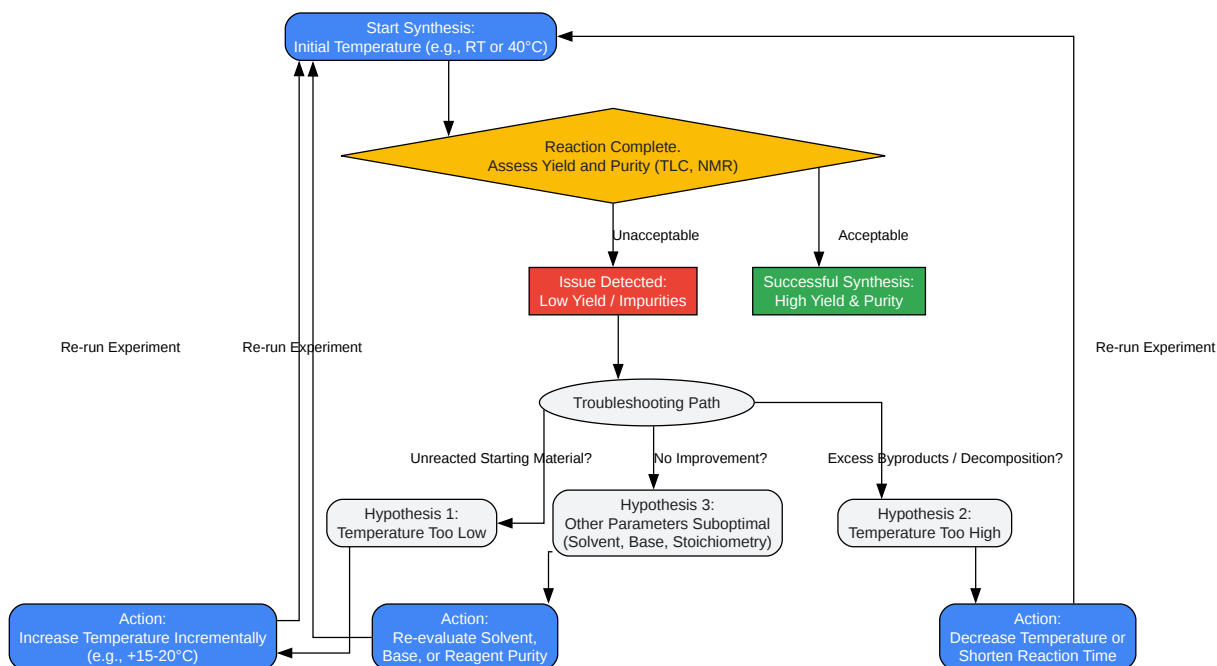 Start Synthesis:
Initial Temperature (e.g., RT or 40°C)
Reaction Complete.
Assess Yield and Purity (TLC, NMR)
Unacceptable
Acceptable
Issue Detected:
Low Yield / Impurities
Successful Synthesis:
High Yield & Purity
Re-run Experiment
Re-run Experiment
Re-run Experiment
Troubleshooting Path
Unreacted Starting Material?
No Improvement?
Excess Byproducts / Decomposition?
Hypothesis 1:
Temperature Too Low
Hypothesis 3:
Other Parameters Suboptimal
(Solvent, Base, Stoichiometry)
Hypothesis 2:
Temperature Too High
Action:
Increase Temperature Incrementally
(e.g., +15-20°C)
Action:
Re-evaluate Solvent,
Base, or Reagent Purity
Action:
Decrease Temperature or
Shorten Reaction Time